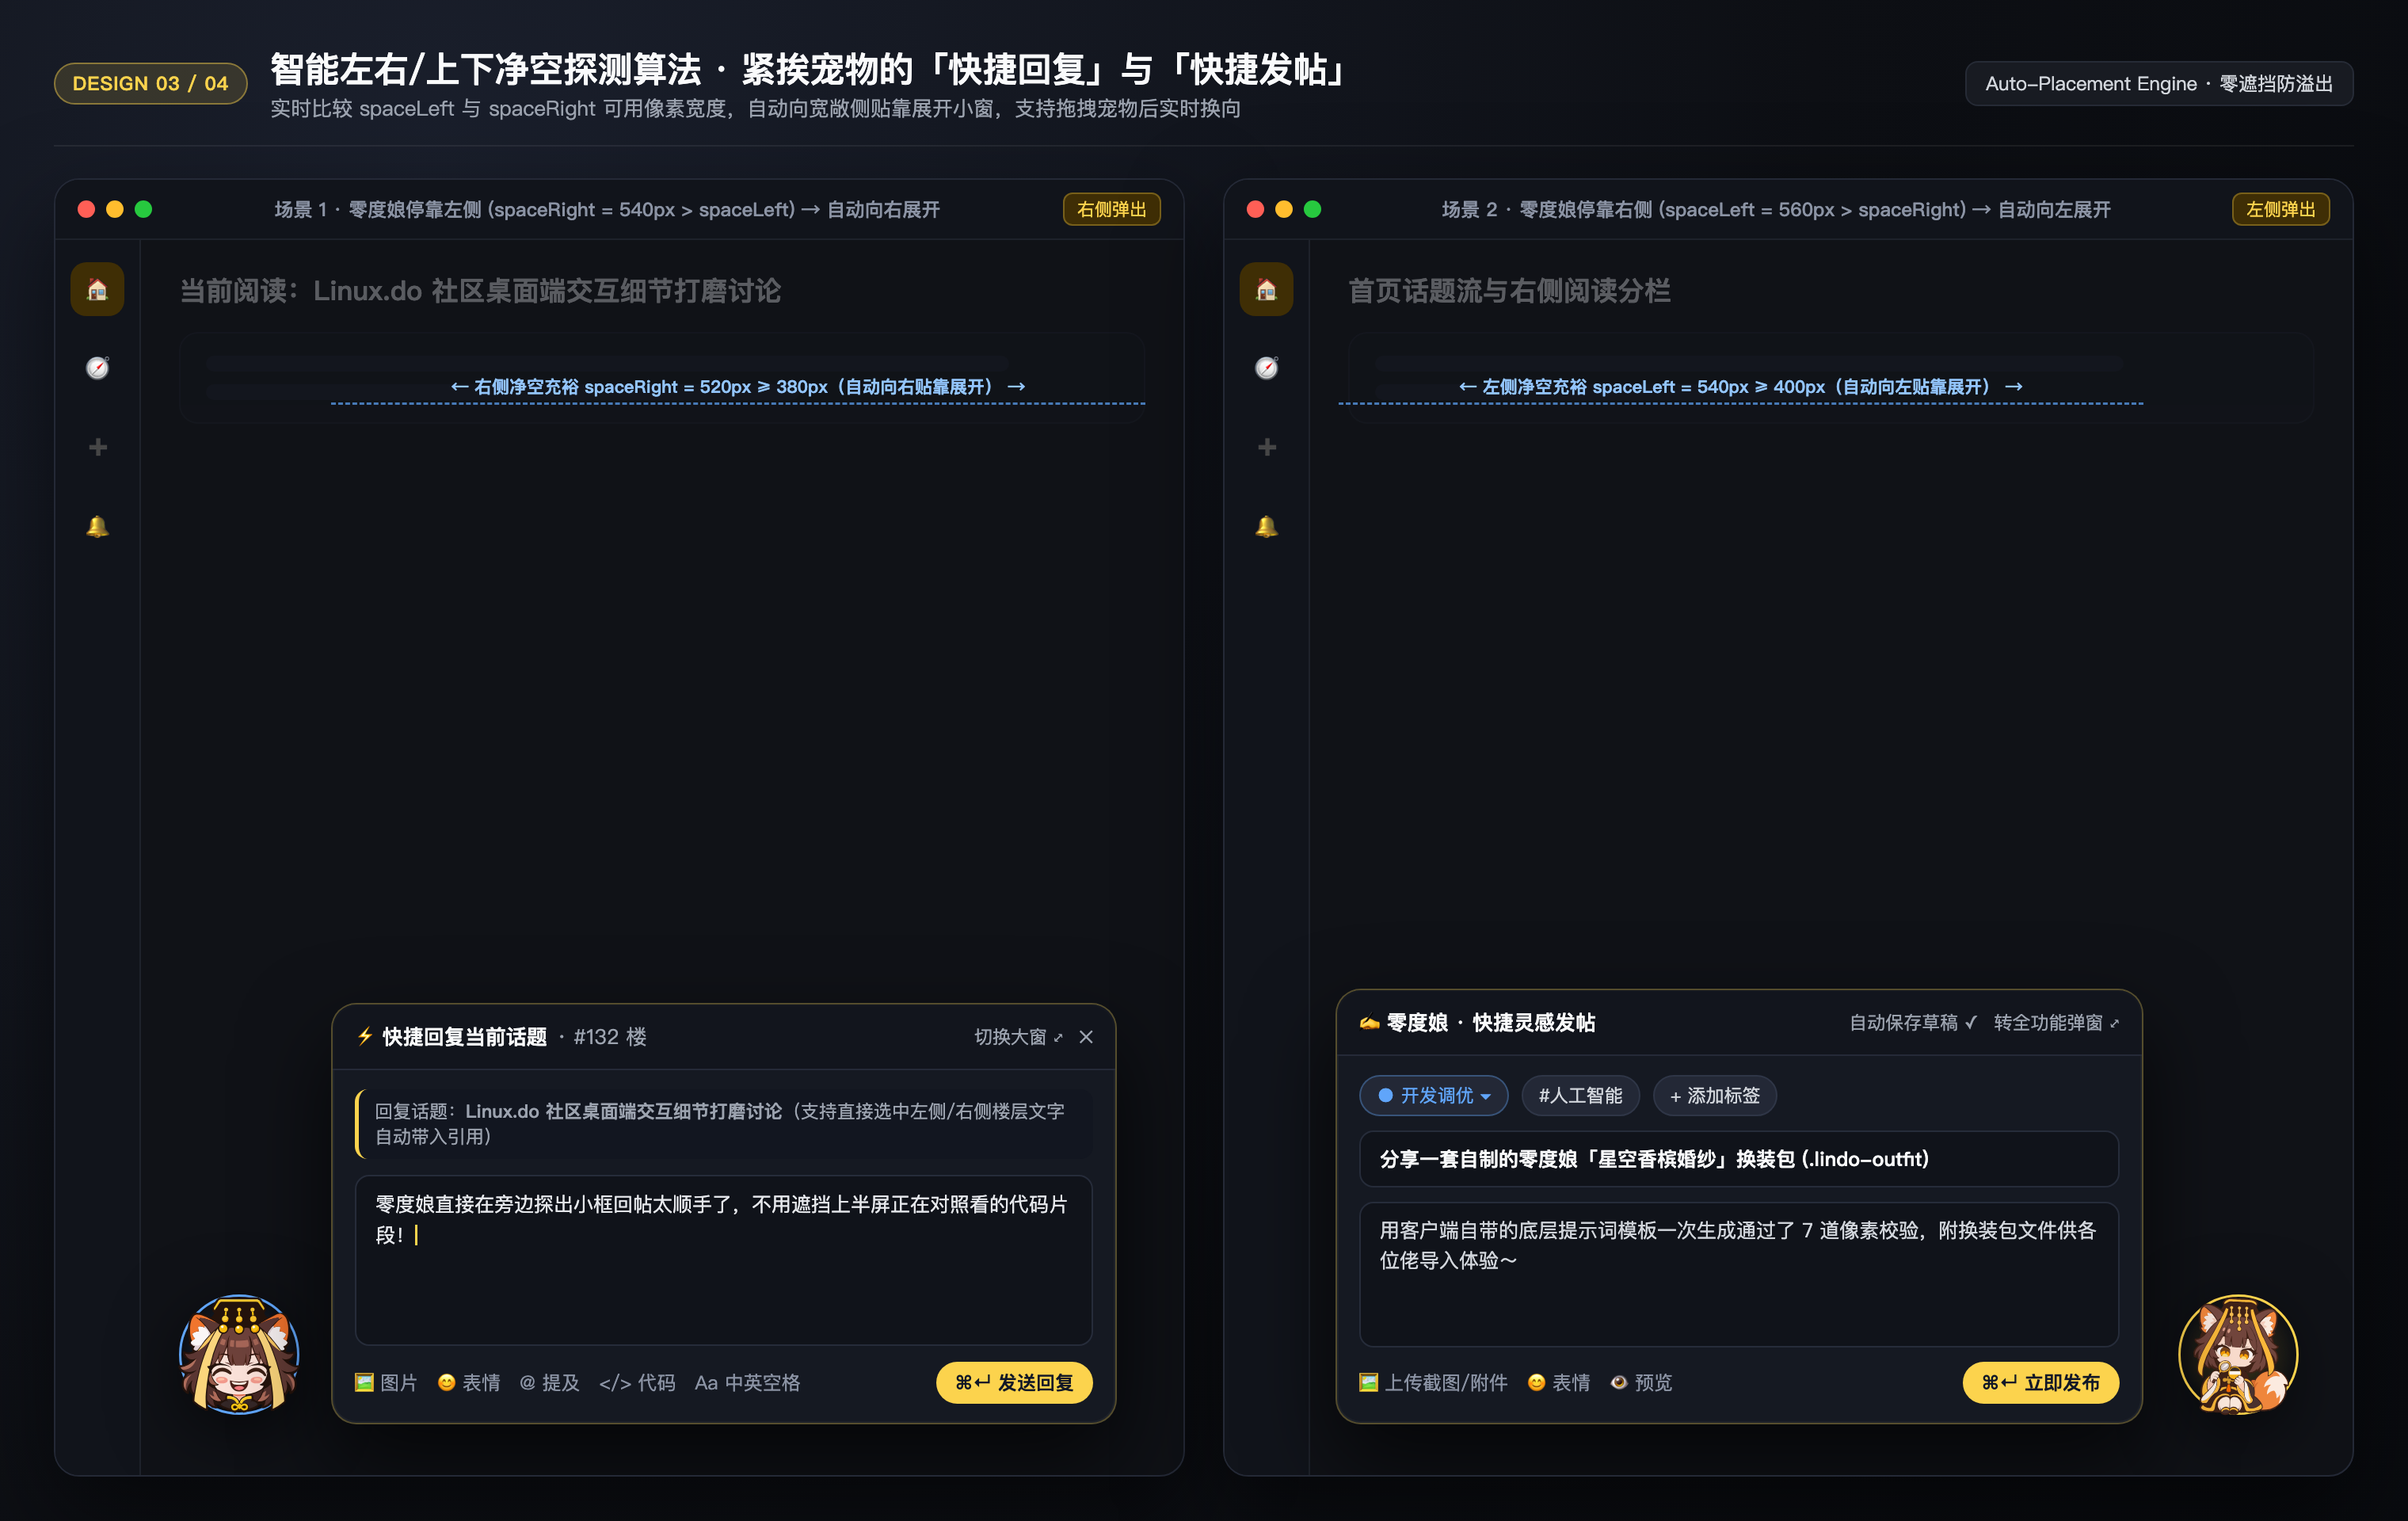 DESIGN 03 / 04
智能左右/上下净空探测算法 · 紧挨宠物的「快捷回复」与「快捷发帖」
实时比较 spaceLeft 与 spaceRight 可用像素宽度，自动向宽敞侧贴靠展开小窗，支持拖拽宠物后实时换向
Auto-Placement Engine · 零遮挡防溢出
场景 1 · 零度娘停靠左侧 (spaceRight = 540px > spaceLeft) → 自动向右展开
右侧弹出
当前阅读：Linux.do 社区桌面端交互细节打磨讨论
← 右侧净空充裕 spaceRight = 520px ≥ 380px（自动向右贴靠展开） →
⚡ 快捷回复当前话题 · #132 楼
切换大窗 ⤢ ✕
回复话题：Linux.do 社区桌面端交互细节打磨讨论（支持直接选中左侧/右侧楼层文字
自动带入引用）
零度娘直接在旁边探出小框回帖太顺手了，不用遮挡上半屏正在对照看的代码片
段！
🖼️ 图片 😊 表情 @ 提及 </> 代码 Aa 中英空格
⌘↵ 发送回复
场景 2 · 零度娘停靠右侧 (spaceLeft = 560px > spaceRight) → 自动向左展开
左侧弹出
首页话题流与右侧阅读分栏
← 左侧净空充裕 spaceLeft = 540px ≥ 400px（自动向左贴靠展开） →
✍️ 零度娘 · 快捷灵感发帖
自动保存草稿 ✓ 转全功能弹窗 ⤢
开发调优
#人工智能
+ 添加标签
分享一套自制的零度娘「星空香槟婚纱」换装包 (.lindo-outfit)
用客户端自带的底层提示词模板一次生成通过了 7 道像素校验，附换装包文件供各
位佬导入体验～
🖼️ 上传截图/附件 😊 表情 👁️ 预览
⌘↵ 立即发布